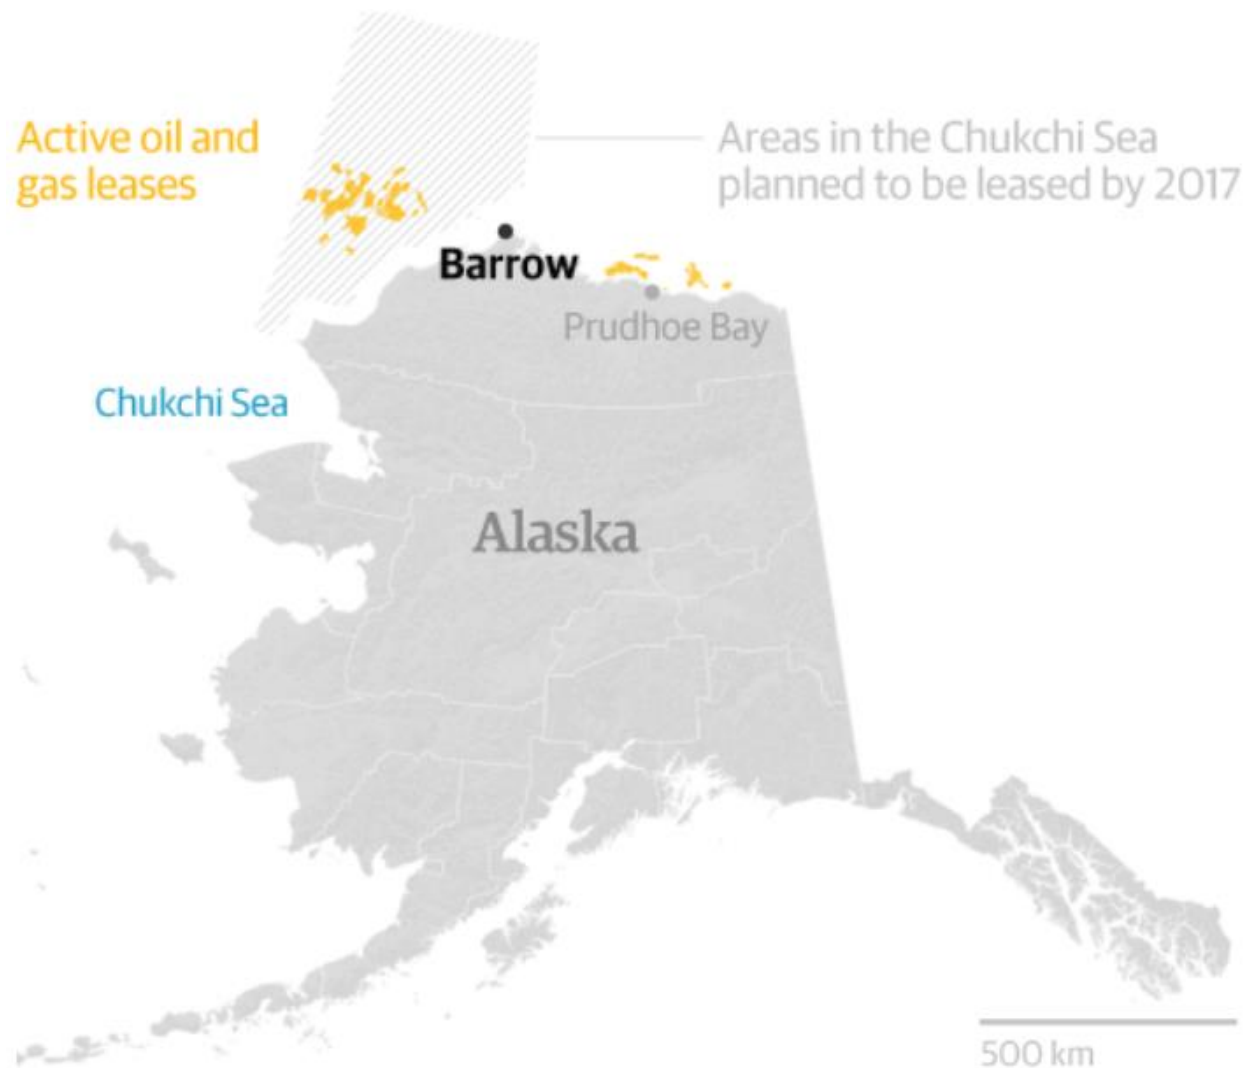 Active oil and
gas leases
Areas in the Chukchi Sea
planned to be leased by 2017
Barrow
Prudhoe Bay
Chukchi Sea
Alaska
500 km